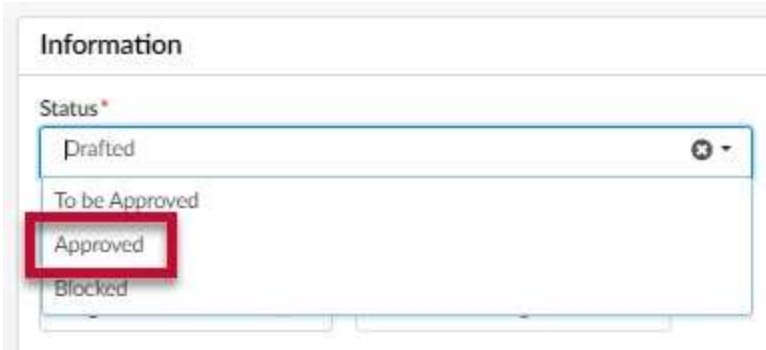 Information
Status*
Drafted
To be Approved
Approved
Blocked